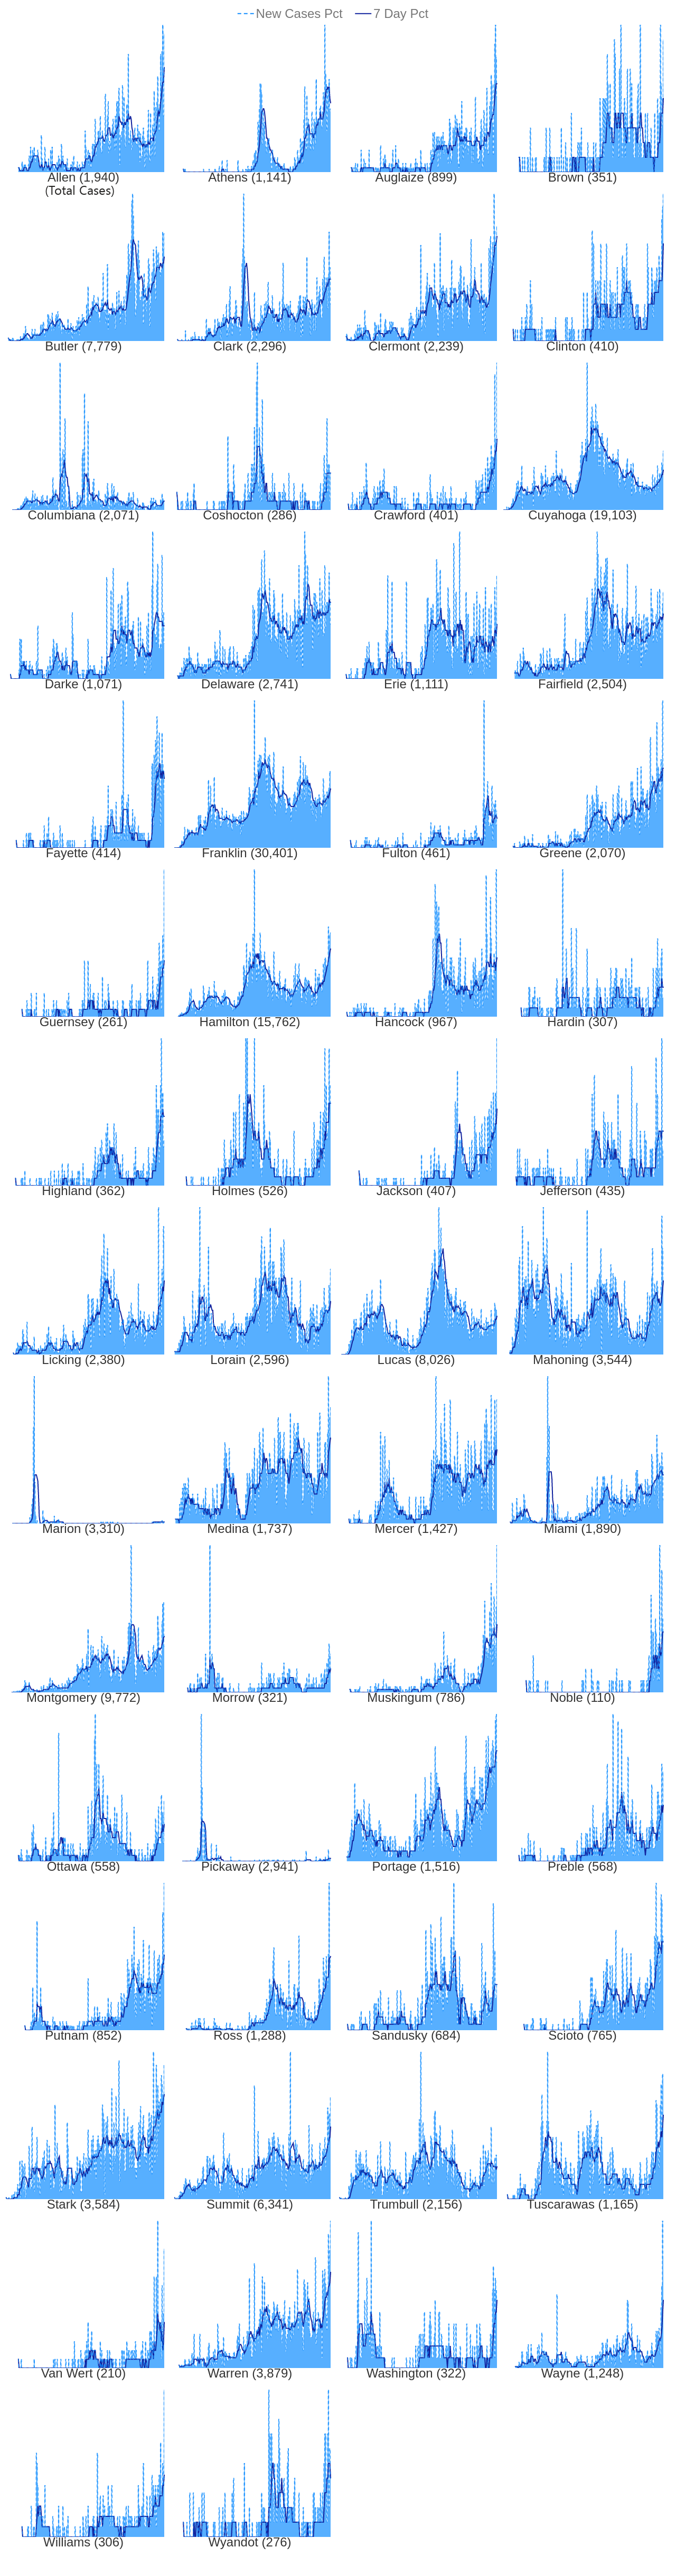 New Cases Pct 7 Day Pct
Allen (1,940) Athens (1,141) Auglaize (899) Brown (351)
(Total Cases)
Butler (7,779) Clark (2,296) Clermont (2,239) Clinton (410)
Columbiana (2,071) Coshocton (286) Crawford (401) Cuyahoga (19,103)
Darke (1,071) Delaware (2,741) Erie (1,111) Fairfield (2,504)
Fayette (414) Franklin (30,401) Fulton (461) Greene (2,070)
Guernsey (261) Hamilton (15,762) Hancock (967) Hardin (307)
Highland (362) Holmes (526) Jackson (407) Jefferson (435)
Licking (2,380) Lorain (2,596) Lucas (8,026) Mahoning (3,544)
Marion (3,310) Medina (1,737) Mercer (1,427) Miami (1,890)
Montgomery (9,772) Morrow (321) Muskingum (786) Noble (110)
Ottawa (558) Pickaway (2,941) Portage (1,516) Preble (568)
Putnam (852) Ross (1,288) Sandusky (684) Scioto (765)
Stark (3,584) Summit (6,341) Trumbull (2,156) Tuscarawas (1,165)
Van Wert (210) Warren (3,879) Washington (322) Wayne (1,248)
Williams (306) Wyandot (276)